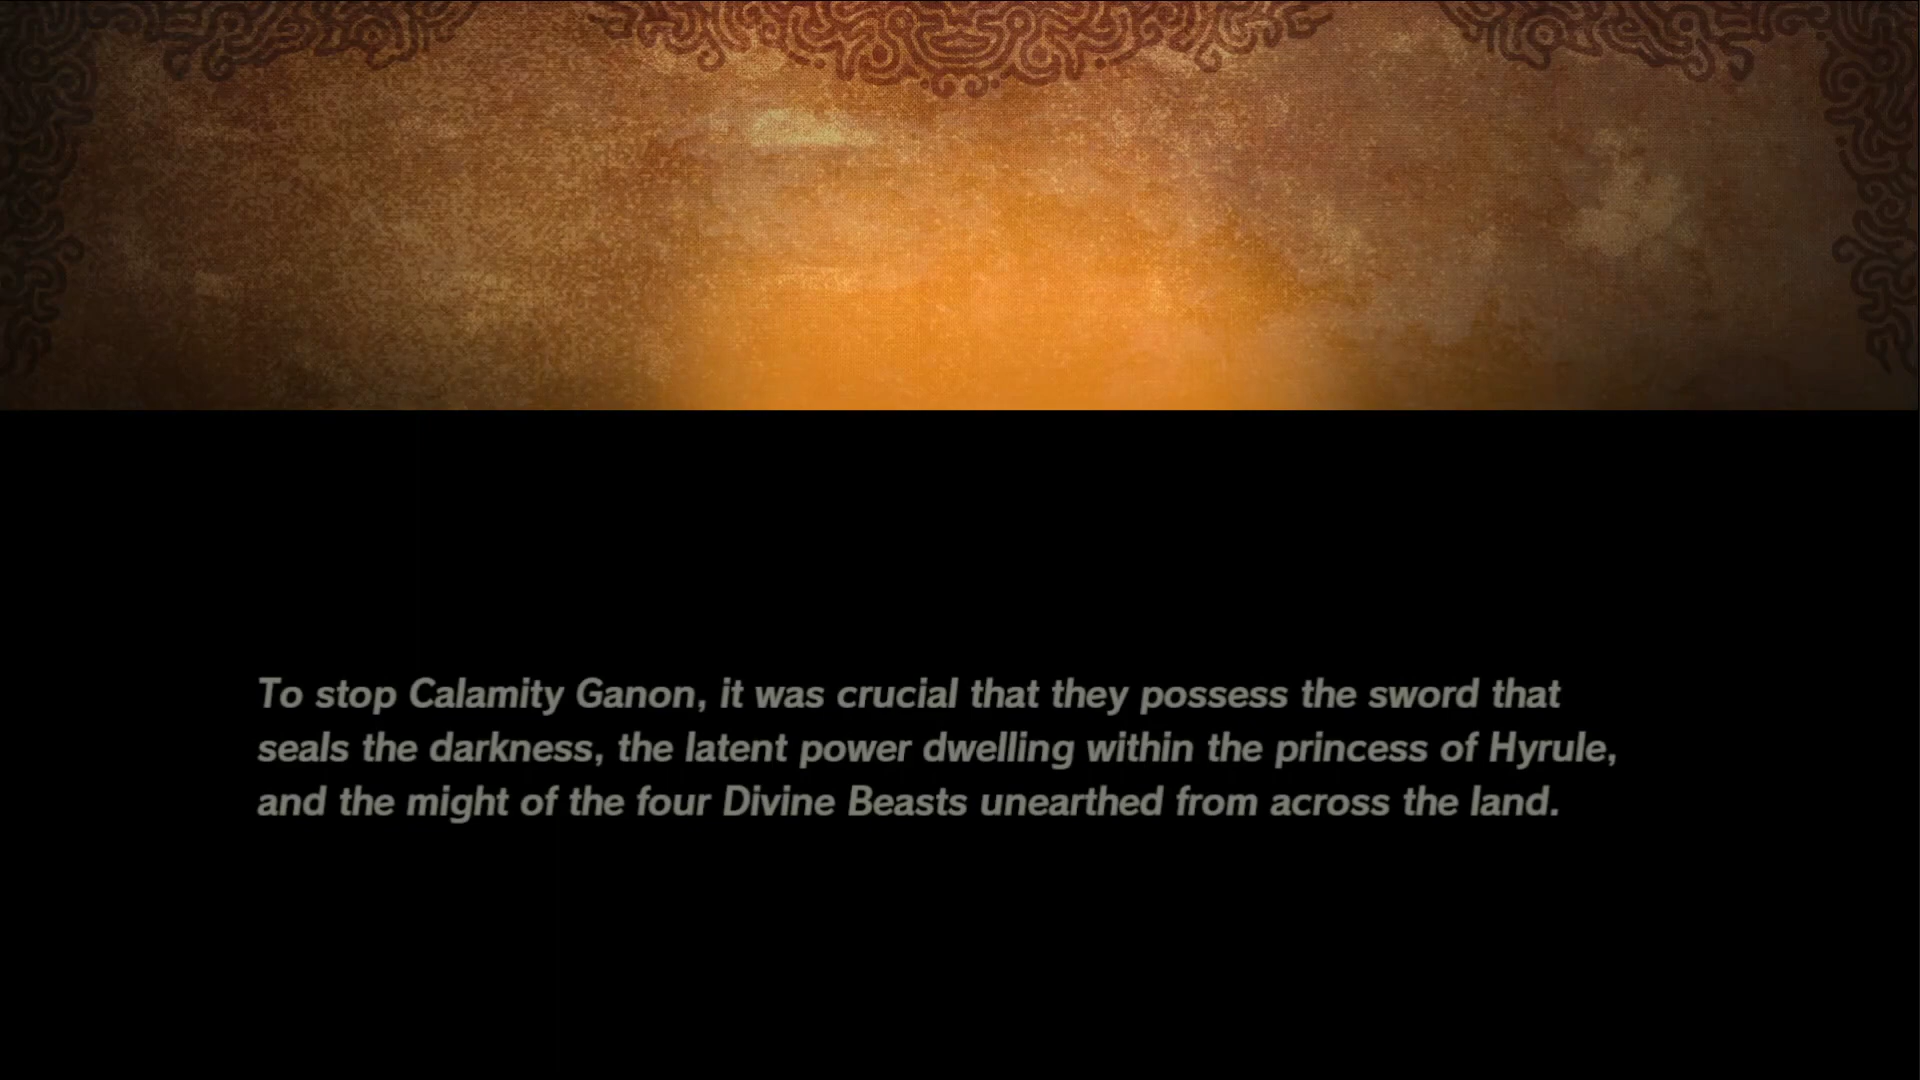 To stop Calamity Ganon, it was crucial that they possess the sword that
seals the darkness, the latent power dwelling within the princess of Hyrule,
and the might of the four Divine Beasts unearthed from across the land.